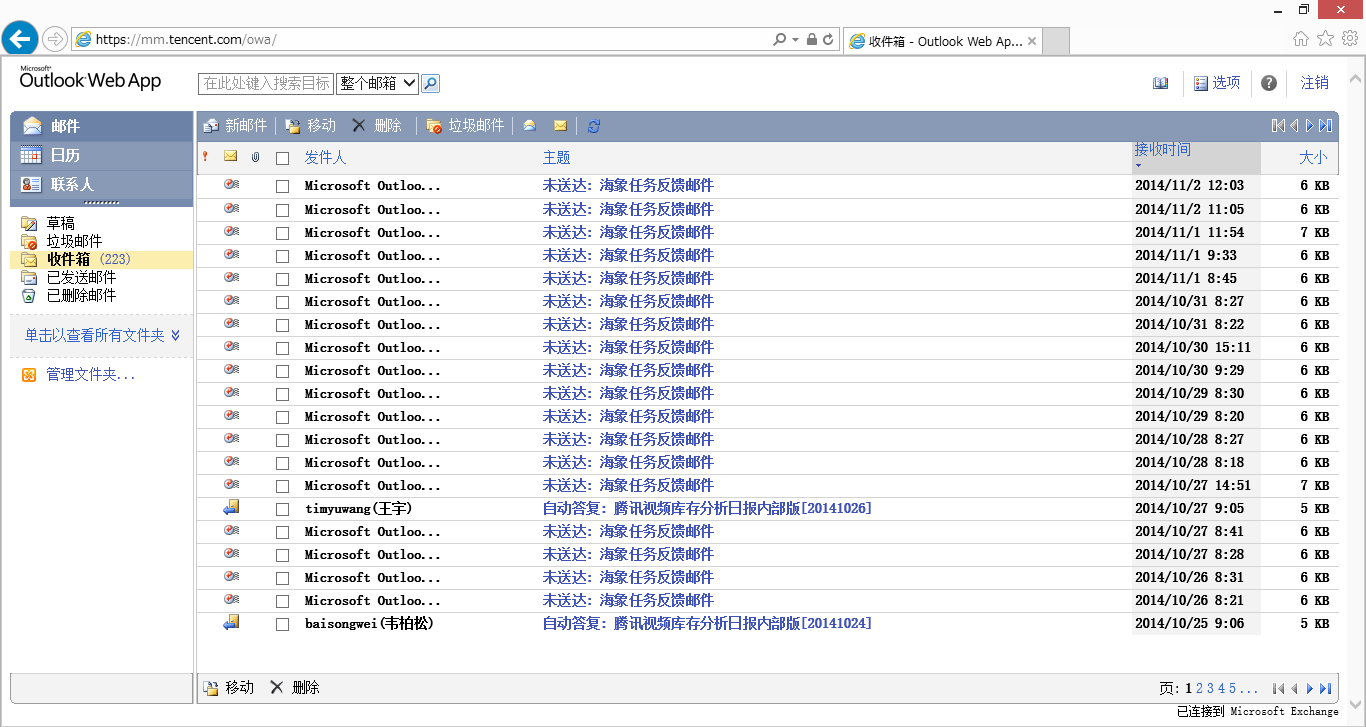 https://mm.tencent.com/owa/
收件箱 - Outlook Web Ap...
Microsoft®
Outlook Web App
在此处键入搜索目标 整个邮箱
选项 注销
邮件
日历
联系人
草稿
垃圾邮件
收件箱 (223)
已发送邮件
已删除邮件
单击以查看所有文件夹
管理文件夹...
新邮件 移动 删除 垃圾邮件
发件人 主题 接收时间 大小
Microsoft Outloo... 未送达: 海象任务反馈邮件 2014/11/2 12:03 6 KB
Microsoft Outloo... 未送达: 海象任务反馈邮件 2014/11/2 11:05 6 KB
Microsoft Outloo... 未送达: 海象任务反馈邮件 2014/11/1 11:54 7 KB
Microsoft Outloo... 未送达: 海象任务反馈邮件 2014/11/1 9:33 6 KB
Microsoft Outloo... 未送达: 海象任务反馈邮件 2014/11/1 8:45 6 KB
Microsoft Outloo... 未送达: 海象任务反馈邮件 2014/10/31 8:27 6 KB
Microsoft Outloo... 未送达: 海象任务反馈邮件 2014/10/31 8:22 6 KB
Microsoft Outloo... 未送达: 海象任务反馈邮件 2014/10/30 15:11 6 KB
Microsoft Outloo... 未送达: 海象任务反馈邮件 2014/10/30 9:29 6 KB
Microsoft Outloo... 未送达: 海象任务反馈邮件 2014/10/29 8:30 6 KB
Microsoft Outloo... 未送达: 海象任务反馈邮件 2014/10/29 8:20 6 KB
Microsoft Outloo... 未送达: 海象任务反馈邮件 2014/10/28 8:27 6 KB
Microsoft Outloo... 未送达: 海象任务反馈邮件 2014/10/28 8:18 6 KB
Microsoft Outloo... 未送达: 海象任务反馈邮件 2014/10/27 14:51 7 KB
timyuwang(王宇) 自动答复: 腾讯视频库存分析日报内部版[20141026] 2014/10/27 9:05 5 KB
Microsoft Outloo... 未送达: 海象任务反馈邮件 2014/10/27 8:41 6 KB
Microsoft Outloo... 未送达: 海象任务反馈邮件 2014/10/27 8:28 6 KB
Microsoft Outloo... 未送达: 海象任务反馈邮件 2014/10/26 8:31 6 KB
Microsoft Outloo... 未送达: 海象任务反馈邮件 2014/10/26 8:21 6 KB
baisongwei(韦柏松) 自动答复: 腾讯视频库存分析日报内部版[20141024] 2014/10/25 9:06 5 KB
移动 删除 页: 1 2 3 4 5 ...
已连接到 Microsoft Exchange